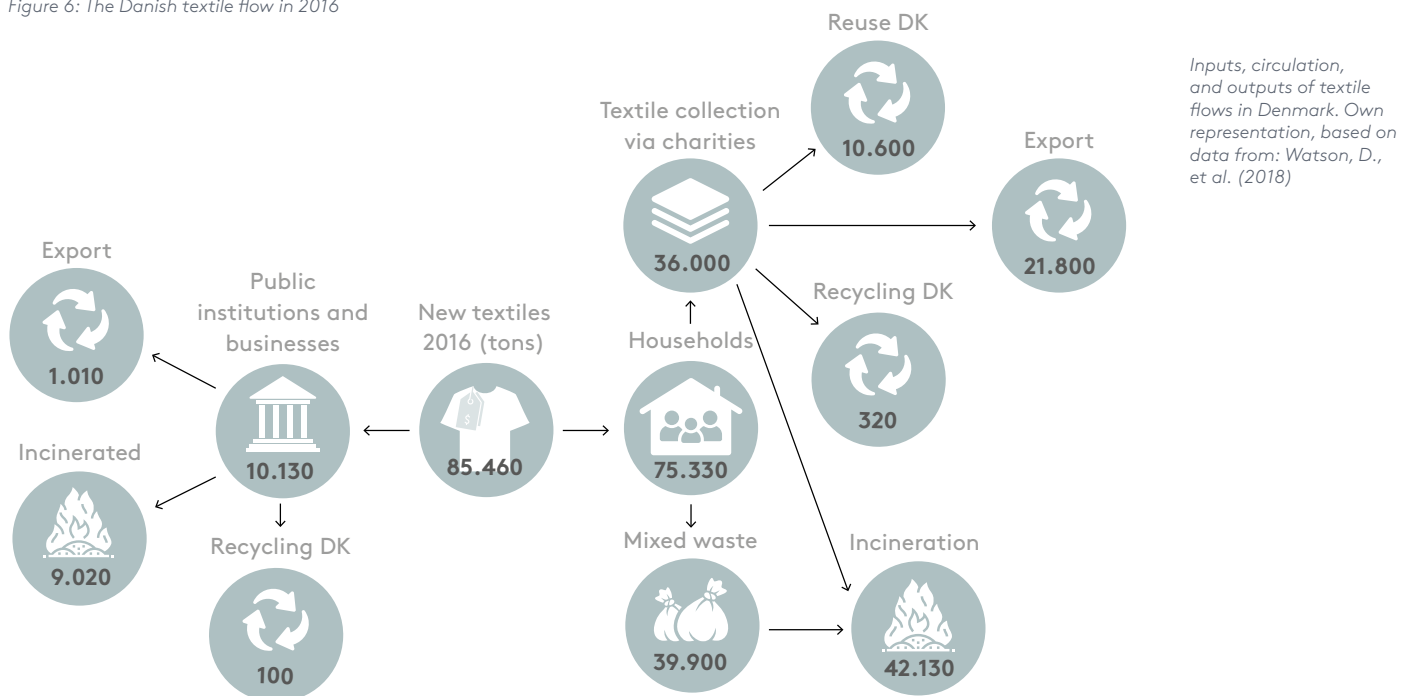 Figure 6: The Danish textile flow in 2016
Reuse DK
10.600
Inputs, circulation,
and outputs of textile
flows in Denmark. Own
representation, based on
data from: Watson, D.,
et al. (2018)
Textile collection
via charities
36.000
Export
21.800
Export
1.010
Public
institutions and
businesses
10.130
New textiles
2016 (tons)
$
85.460
Households
75.330
Recycling DK
320
Incinerated
9.020
Recycling DK
100
Mixed waste
39.900
Incineration
42.130